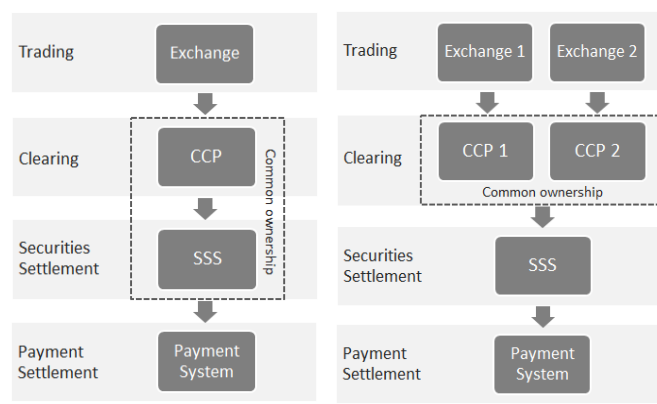 Trading
Exchange
Clearing
CCP
Common ownership
Securities
Settlement
SSS
Payment
Settlement
Payment
System
Trading
Exchange 1
Exchange 2
Clearing
CCP 1
CCP 2
Common ownership
Securities
Settlement
SSS
Payment
Settlement
Payment
System